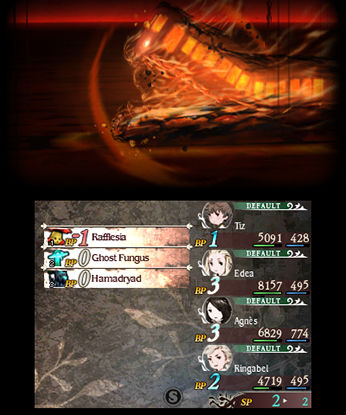 DEFAULT
Tiz
BP 1 5091 428
-1 BP Rafflesia
DEFAULT
BP 0 Ghost Fungus
Edea
2 BP 0 Hamadryad
BP 3 8157 495
DEFAULT
Agnès
BP 3 6829 774
DEFAULT
Ringabel
BP 2 4719 495
S
SP 2 ▸ 2